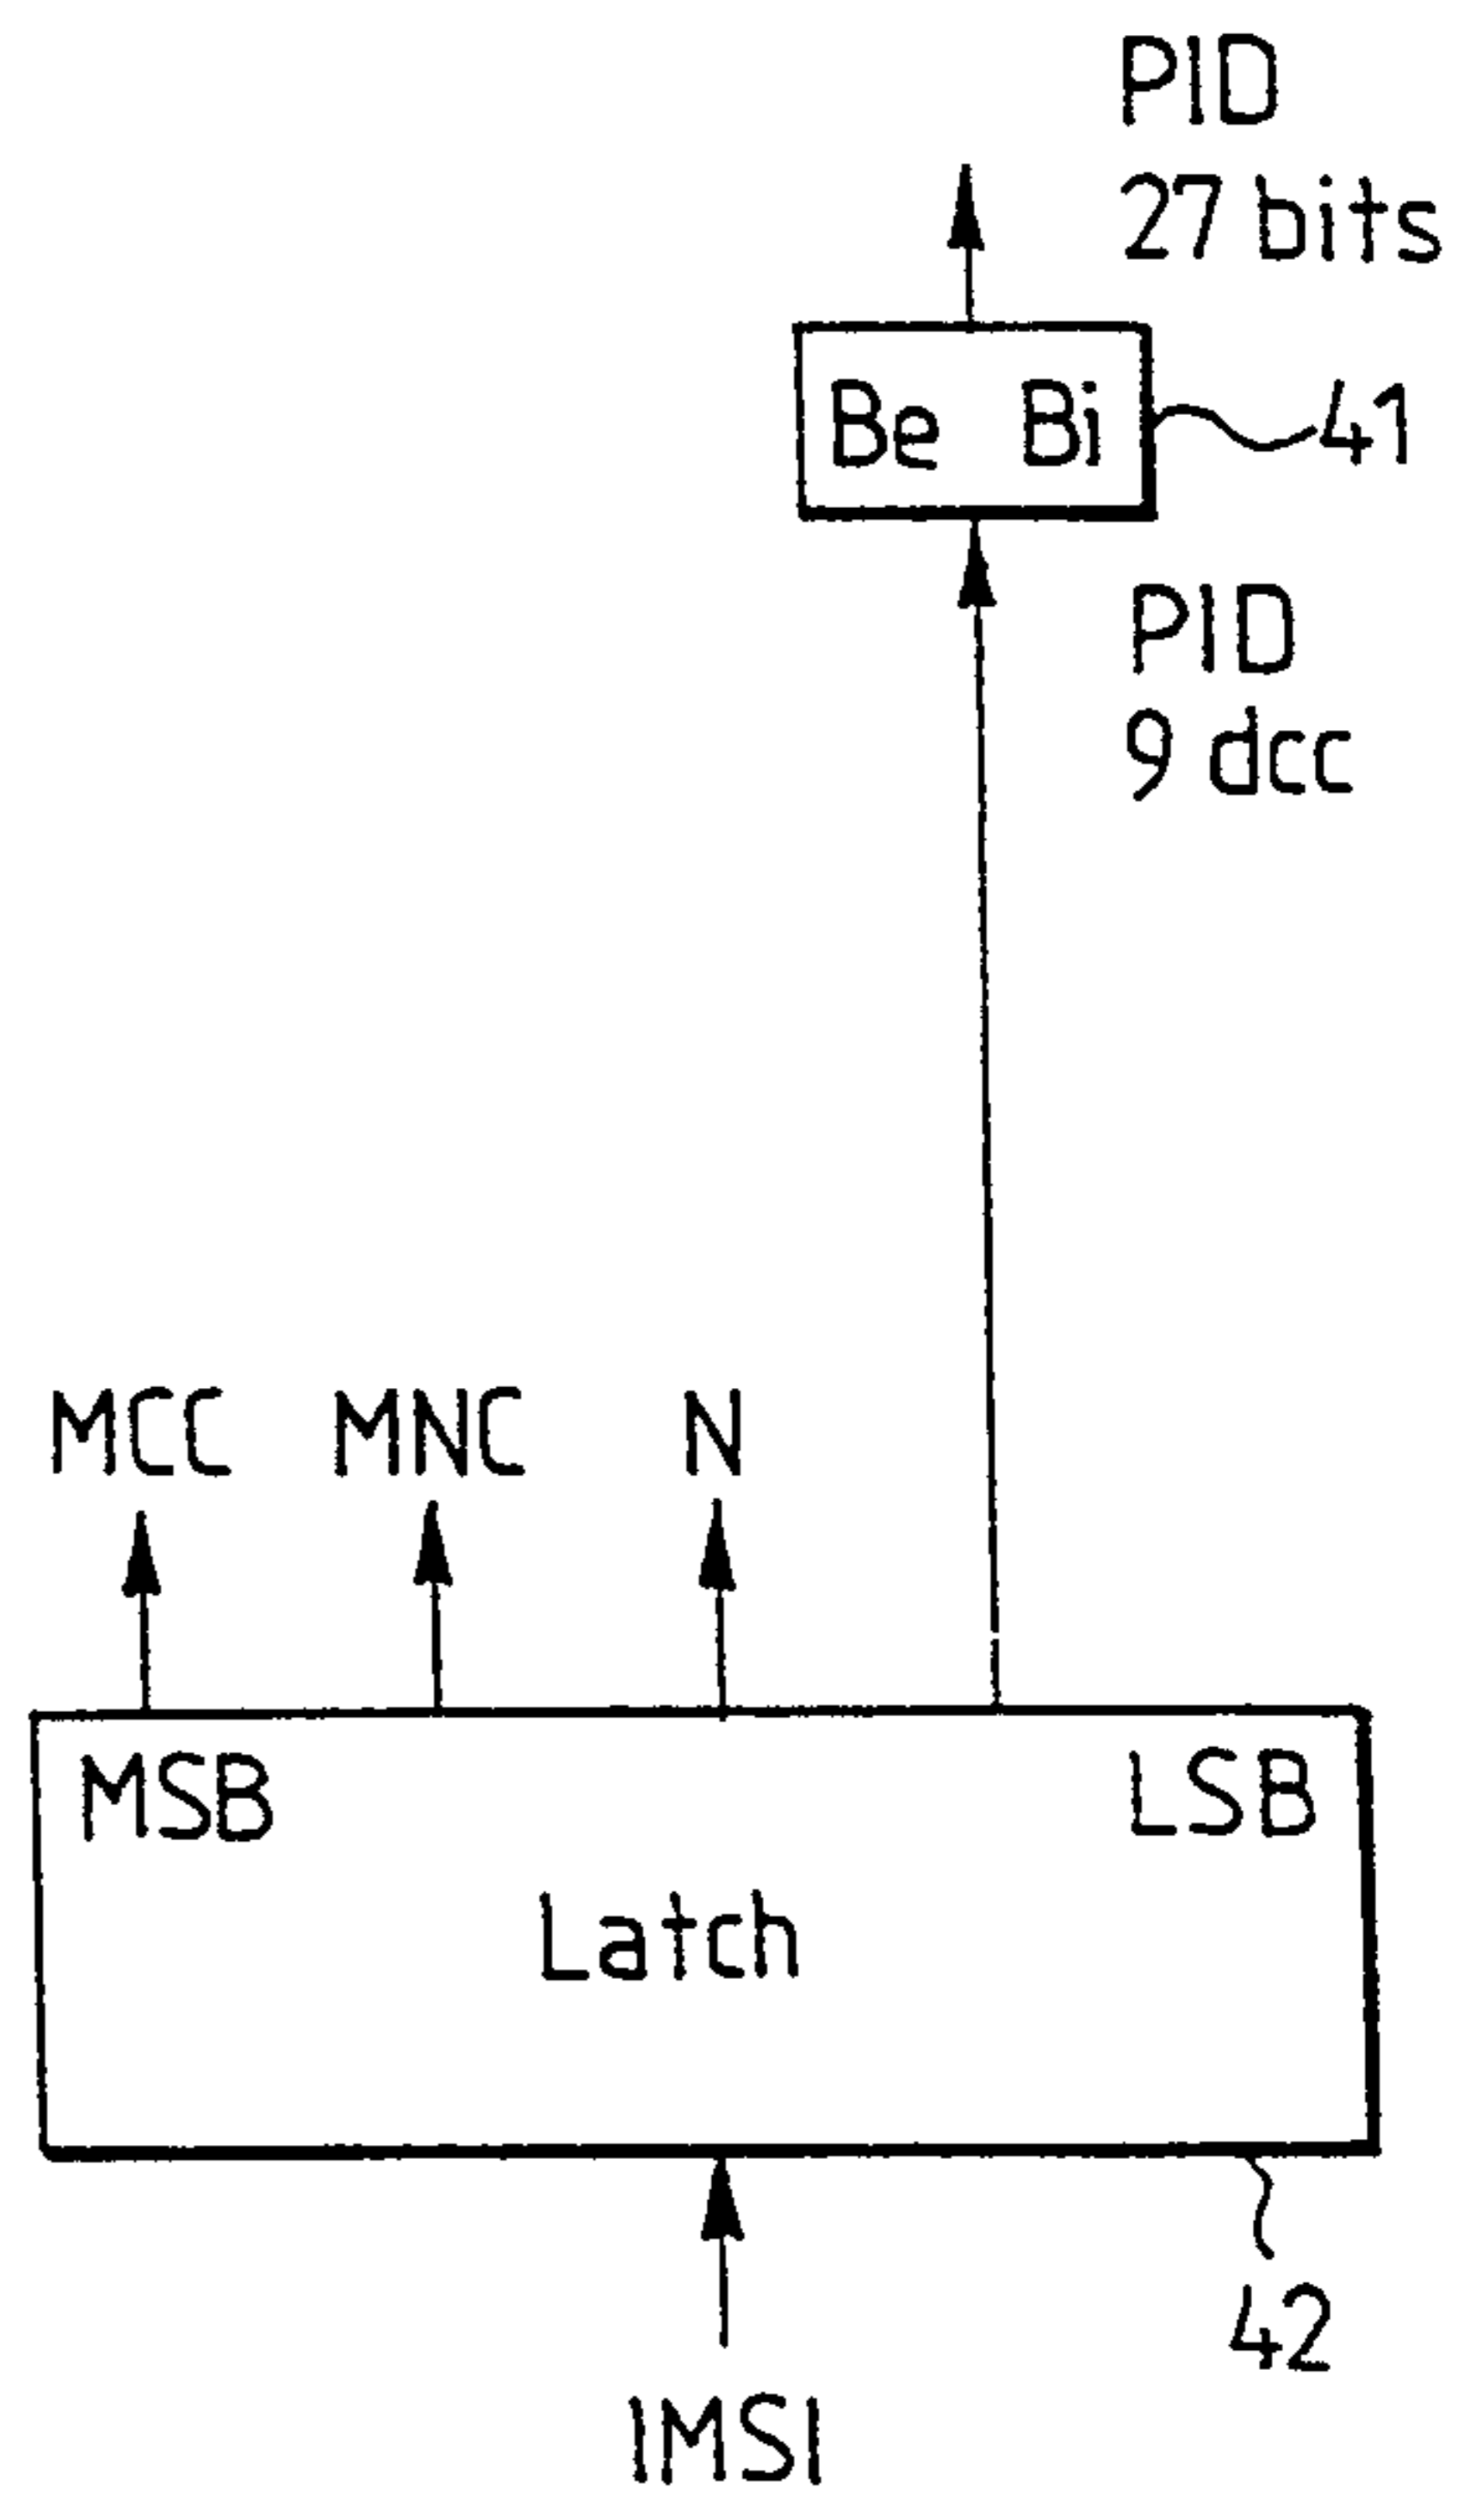 PID
27 bits
Be Bi
41
PID
9 dcc
MCC MNC N
MSB LSB
Latch
42
IMSI